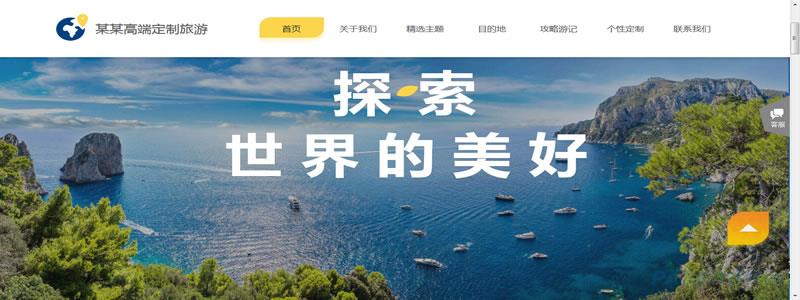 某某高端定制旅游
首页 关于我们 精选主题 目的地 攻略游记 个性定制 联系我们
探索
世界的美好
客服